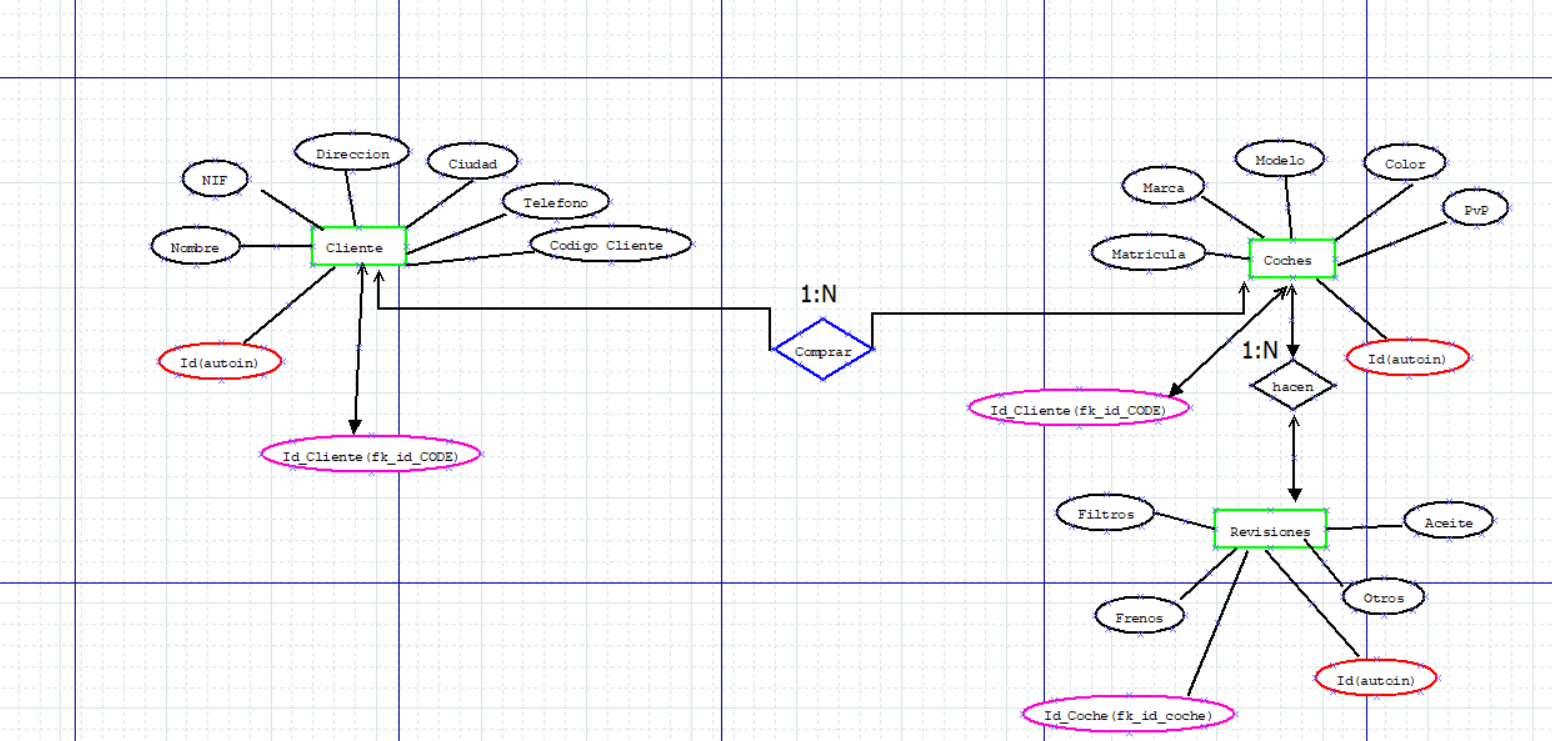 Direccion
Ciudad
NIF
Telefono
Nombre
Cliente
Codigo Cliente
Id(autoin)
Id_Cliente(fk_id_CODE)
1:N
Comprar
Modelo
Color
Marca
PvP
Matricula
Coches
1:N
Id(autoin)
hacen
Id_Cliente(fk_id_CODE)
Filtros
Revisiones
Aceite
Frenos
Otros
Id(autoin)
Id_Coche(fk_id_coche)